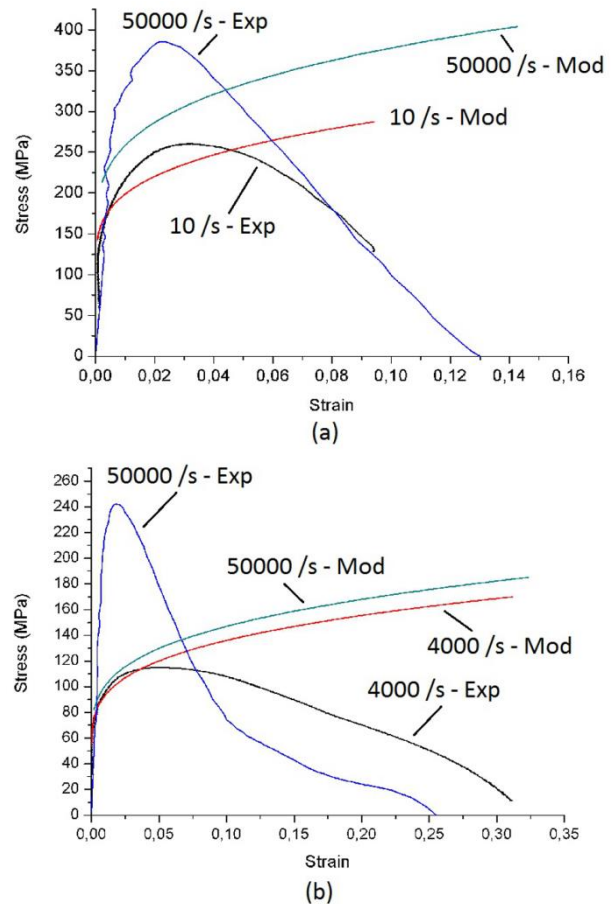 50000 /s - Exp
50000 /s - Mod
10 /s - Mod
10 /s - Exp
Stress (MPa)
400
350
300
250
200
150
100
50
0
0,00 0,02 0,04 0,06 0,08 0,10 0,12 0,14 0,16
Strain
(a)
50000 /s - Exp
50000 /s - Mod
4000 /s - Mod
4000 /s - Exp
Stress (MPa)
260
240
220
200
180
160
140
120
100
80
60
40
20
0
0,00 0,05 0,10 0,15 0,20 0,25 0,30 0,35
Strain
(b)